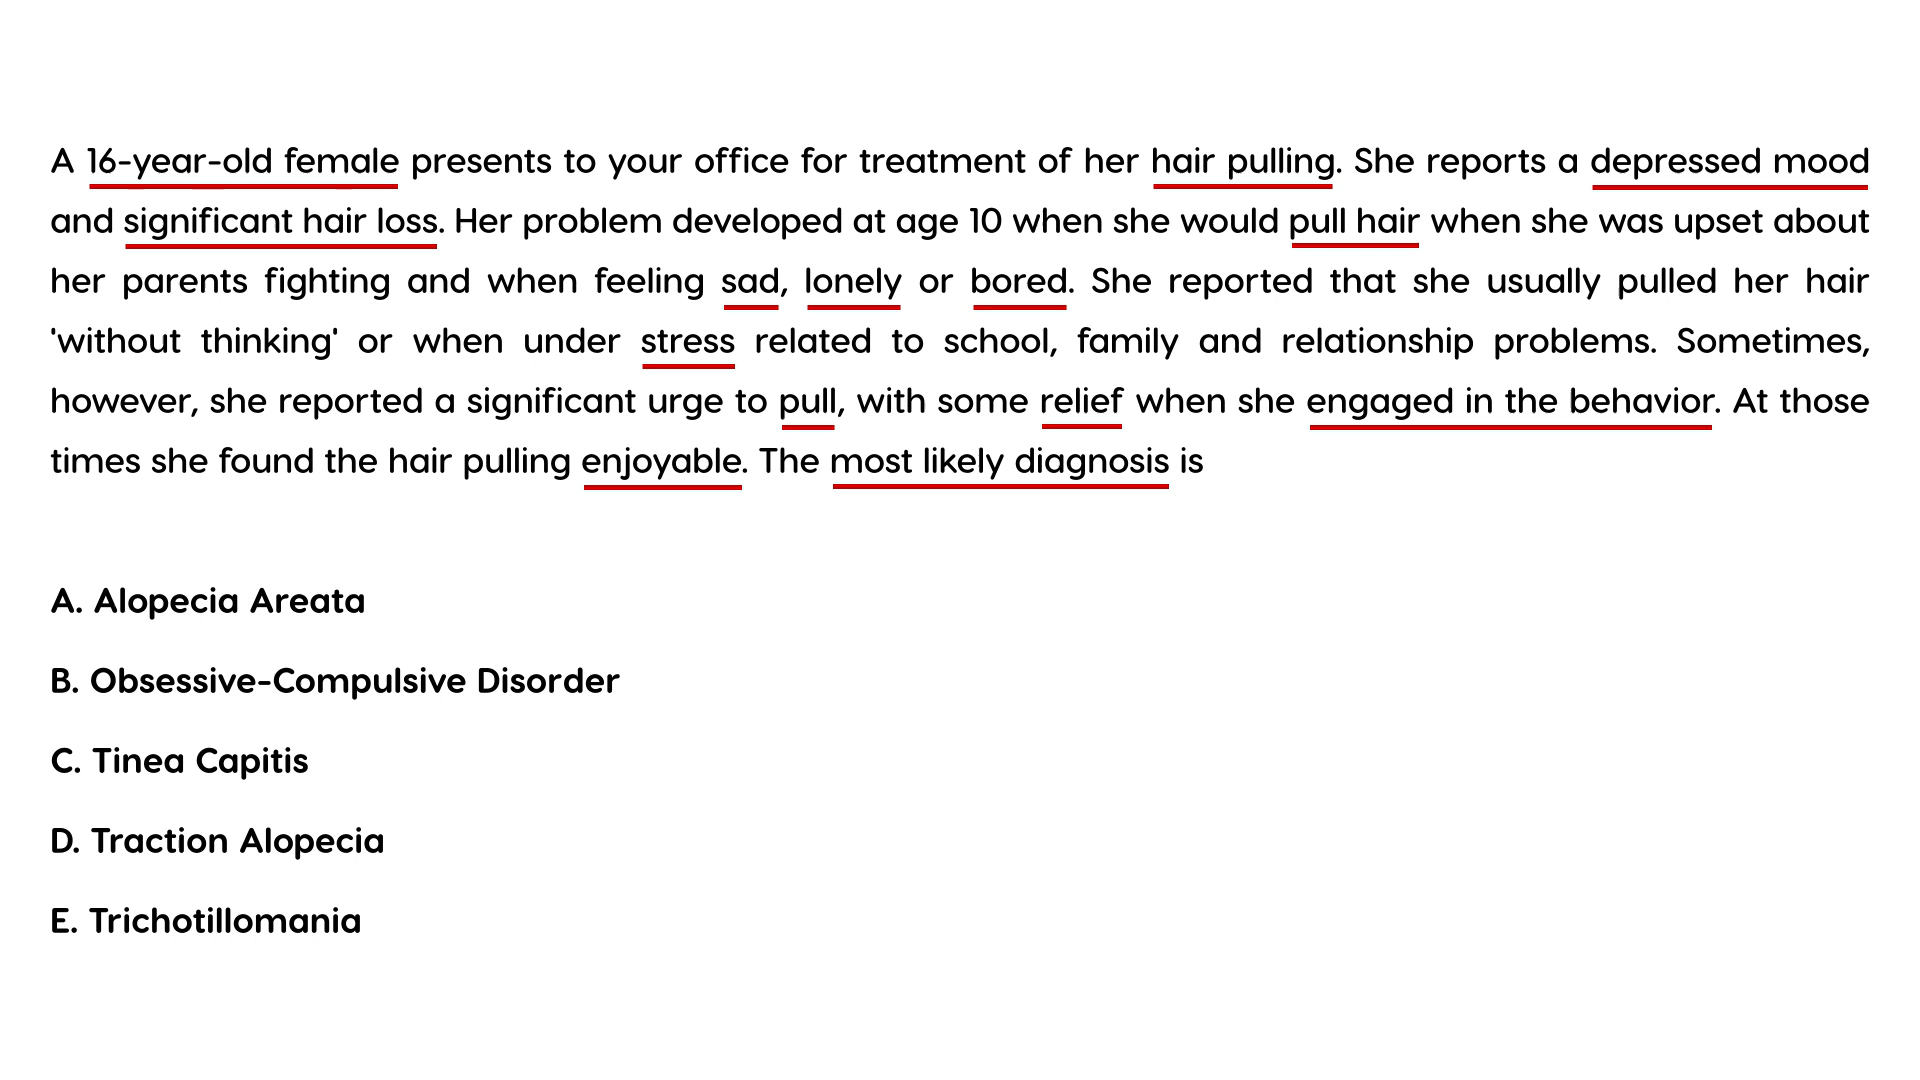 A 16-year-old female presents to your office for treatment of her hair pulling. She reports a depressed mood
and significant hair loss. Her problem developed at age 10 when she would pull hair when she was upset about
her parents fighting and when feeling sad, lonely or bored. She reported that she usually pulled her hair
'without thinking' or when under stress related to school, family and relationship problems. Sometimes,
however, she reported a significant urge to pull, with some relief when she engaged in the behavior. At those
times she found the hair pulling enjoyable. The most likely diagnosis is
A. Alopecia Areata
B. Obsessive-Compulsive Disorder
C. Tinea Capitis
D. Traction Alopecia
E. Trichotillomania